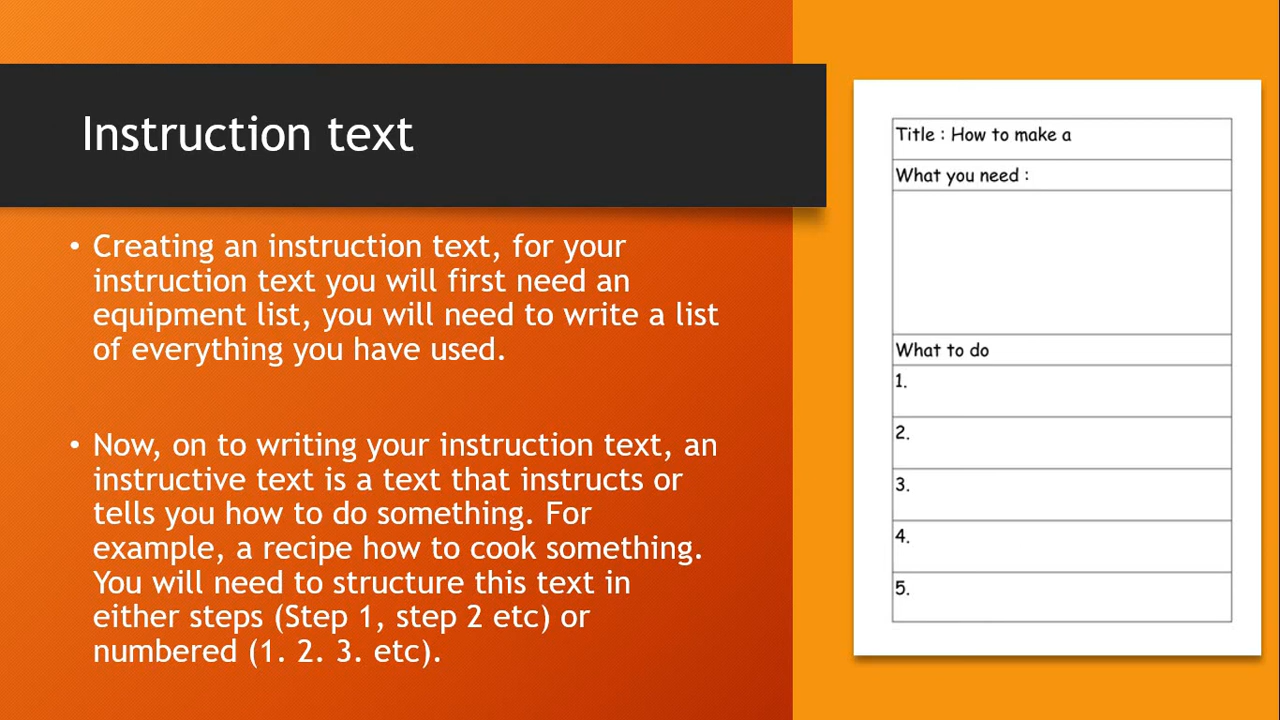 Instruction text
• Creating an instruction text, for your
instruction text you will first need an
equipment list, you will need to write a list
of everything you have used.
• Now, on to writing your instruction text, an
instructive text is a text that instructs or
tells you how to do something. For
example, a recipe how to cook something.
You will need to structure this text in
either steps (Step 1, step 2 etc) or
numbered (1. 2. 3. etc).
Title : How to make a
What you need :
What to do
1.
2.
3.
4.
5.